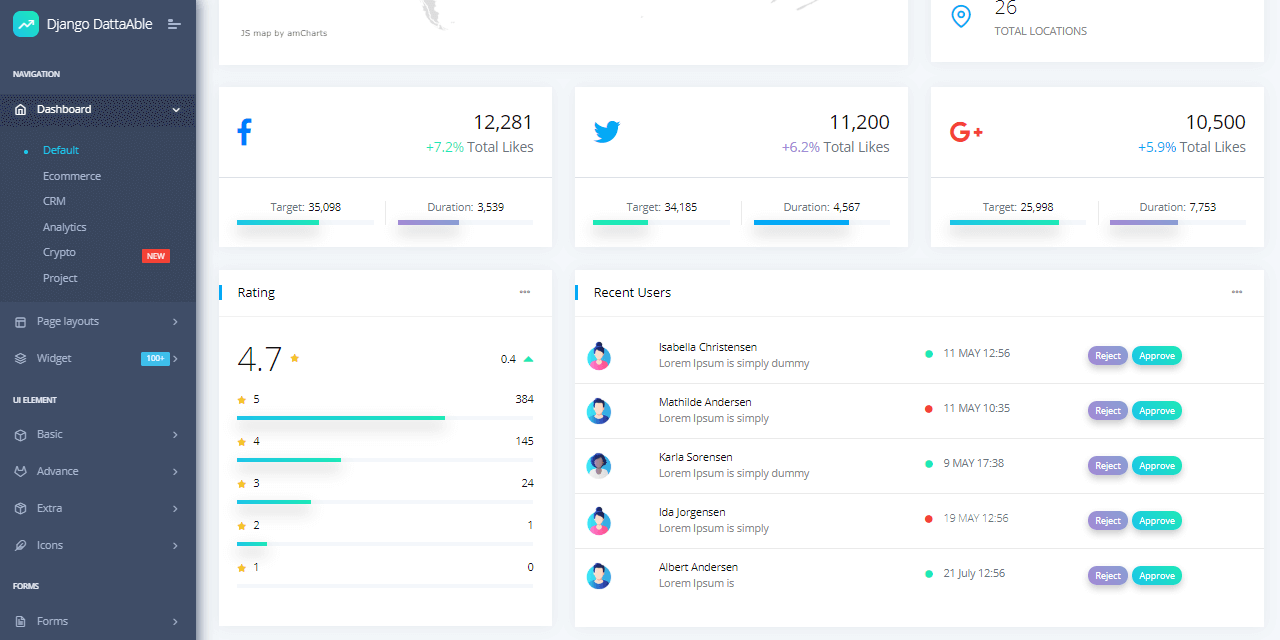 Django DattaAble
NAVIGATION
Dashboard
Default
Ecommerce
CRM
Analytics
Crypto NEW
Project
Page layouts
Widget 100+
UI ELEMENT
Basic
Advance
Extra
Icons
FORMS
Forms
JS map by amCharts
26
TOTAL LOCATIONS
12,281
+7.2% Total Likes
Target: 35,098 Duration: 3,539
11,200
+6.2% Total Likes
Target: 34,185 Duration: 4,567
G+ 10,500
+5.9% Total Likes
Target: 25,998 Duration: 7,753
Rating
4.7 0.4
5 384
4 145
3 24
2 1
1 0
Recent Users
Isabella Christensen
Lorem Ipsum is simply dummy
11 MAY 12:56 Reject Approve
Mathilde Andersen
Lorem Ipsum is simply
11 MAY 10:35 Reject Approve
Karla Sorensen
Lorem Ipsum is simply dummy
9 MAY 17:38 Reject Approve
Ida Jorgensen
Lorem Ipsum is simply
19 MAY 12:56 Reject Approve
Albert Andersen
Lorem Ipsum is
21 July 12:56 Reject Approve